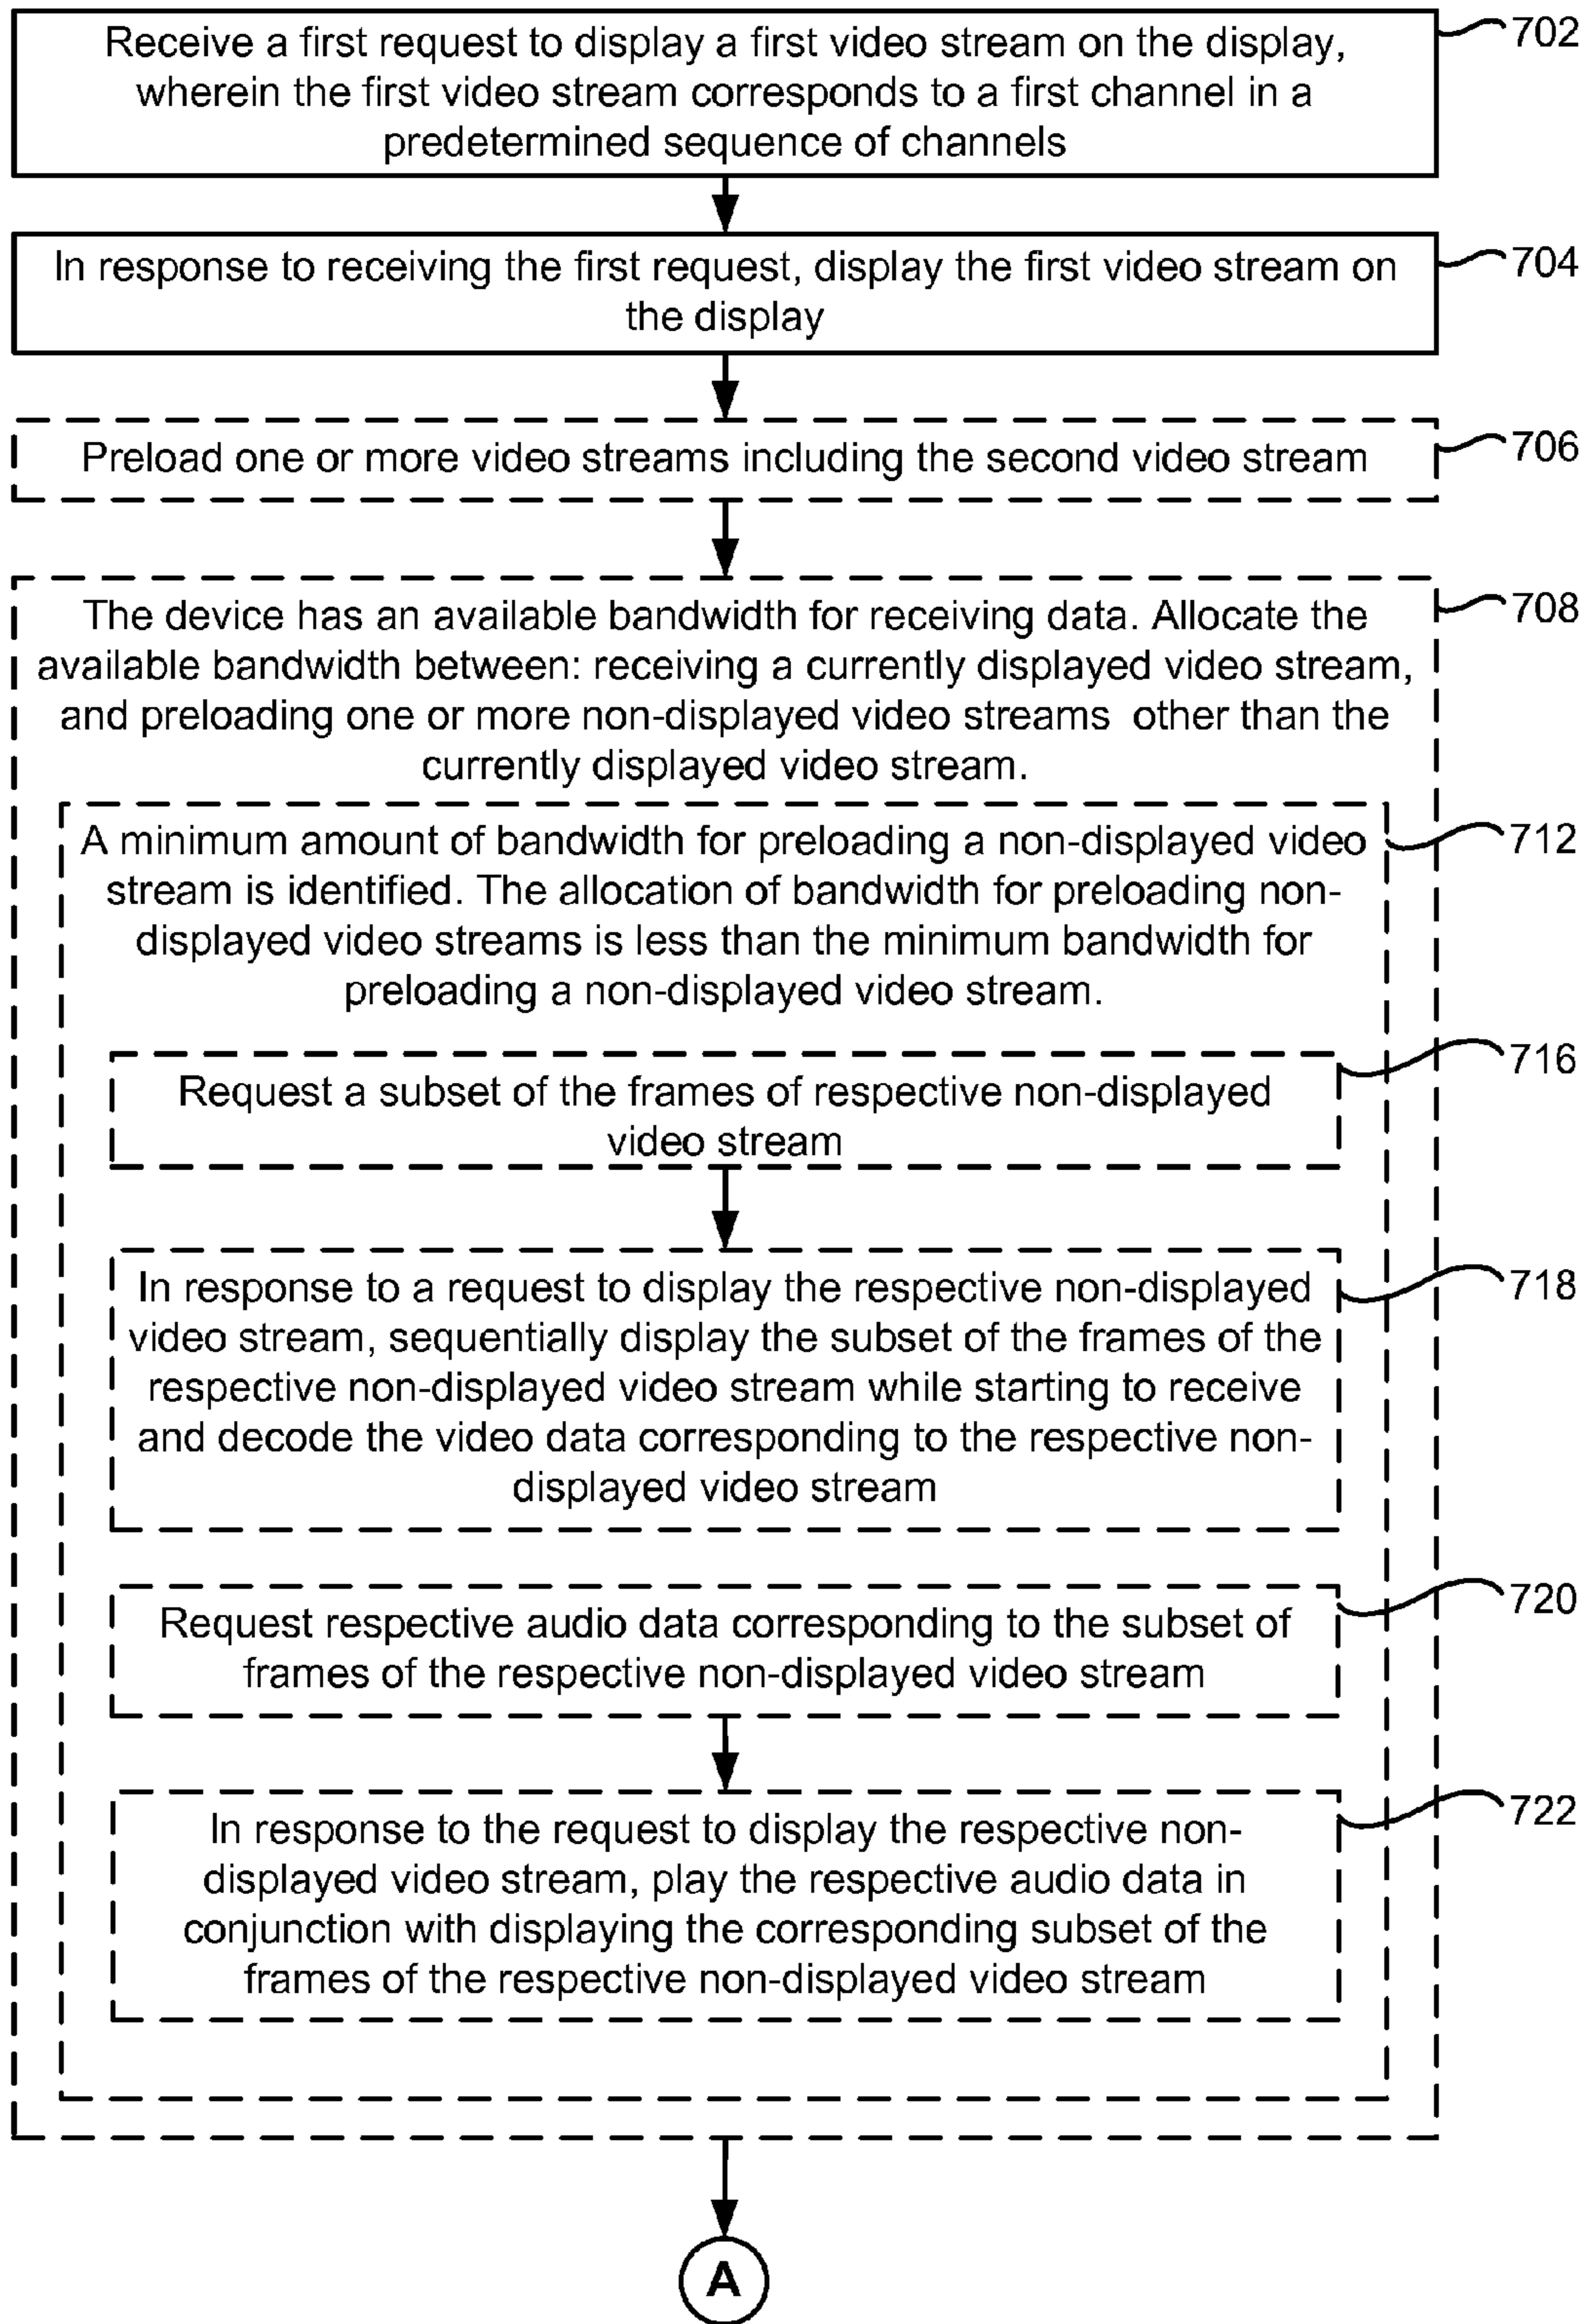 Receive a first request to display a first video stream on the display,
wherein the first video stream corresponds to a first channel in a
predetermined sequence of channels
702
In response to receiving the first request, display the first video stream on
the display
704
Preload one or more video streams including the second video stream
706
The device has an available bandwidth for receiving data. Allocate the
available bandwidth between: receiving a currently displayed video stream,
and preloading one or more non-displayed video streams other than the
currently displayed video stream.
708
A minimum amount of bandwidth for preloading a non-displayed video
stream is identified. The allocation of bandwidth for preloading non-
displayed video streams is less than the minimum bandwidth for
preloading a non-displayed video stream.
712
Request a subset of the frames of respective non-displayed
video stream
716
In response to a request to display the respective non-displayed
video stream, sequentially display the subset of the frames of the
respective non-displayed video stream while starting to receive
and decode the video data corresponding to the respective non-
displayed video stream
718
Request respective audio data corresponding to the subset of
frames of the respective non-displayed video stream
720
In response to the request to display the respective non-
displayed video stream, play the respective audio data in
conjunction with displaying the corresponding subset of the
frames of the respective non-displayed video stream
722
A